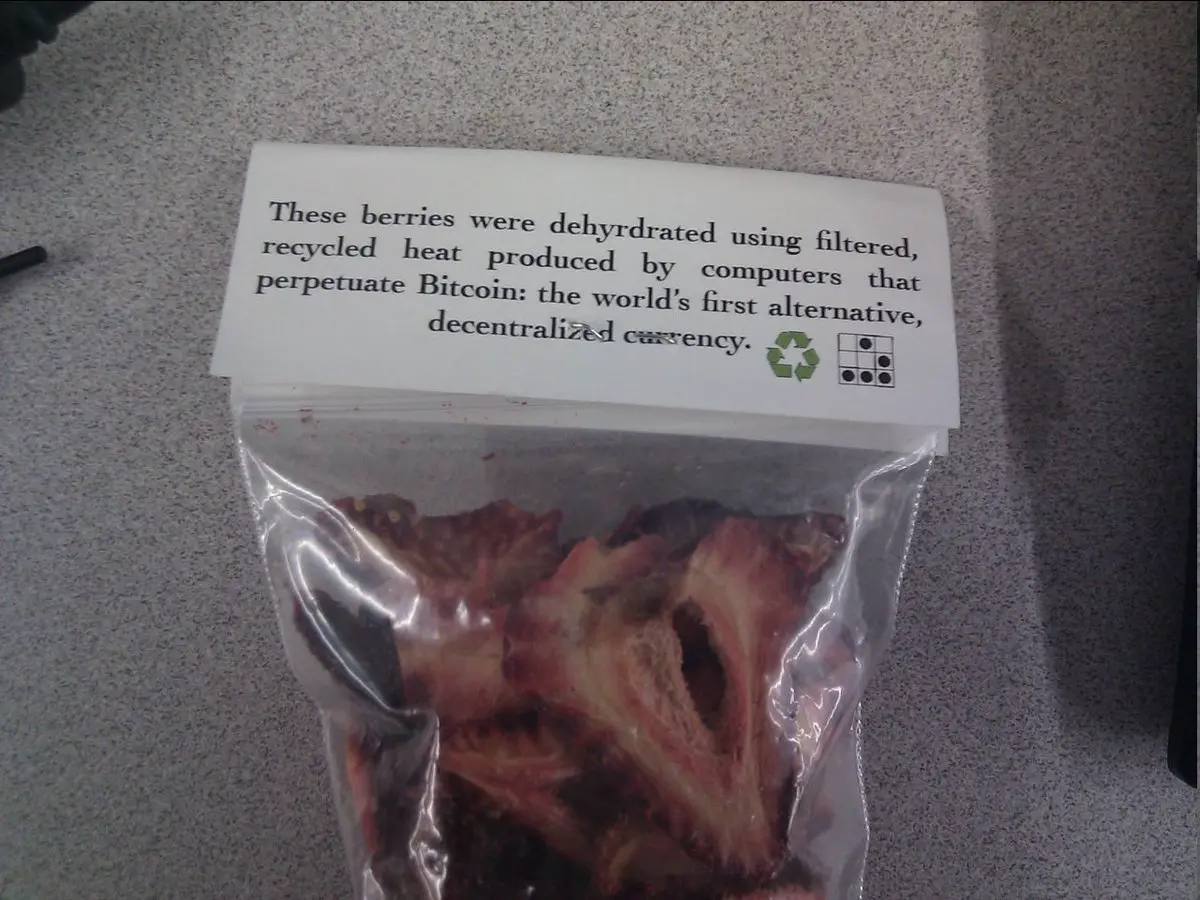 These berries were dehyrdrated using filtered,
recycled heat produced by computers that
perpetuate Bitcoin: the world's first alternative,
decentralized currency.